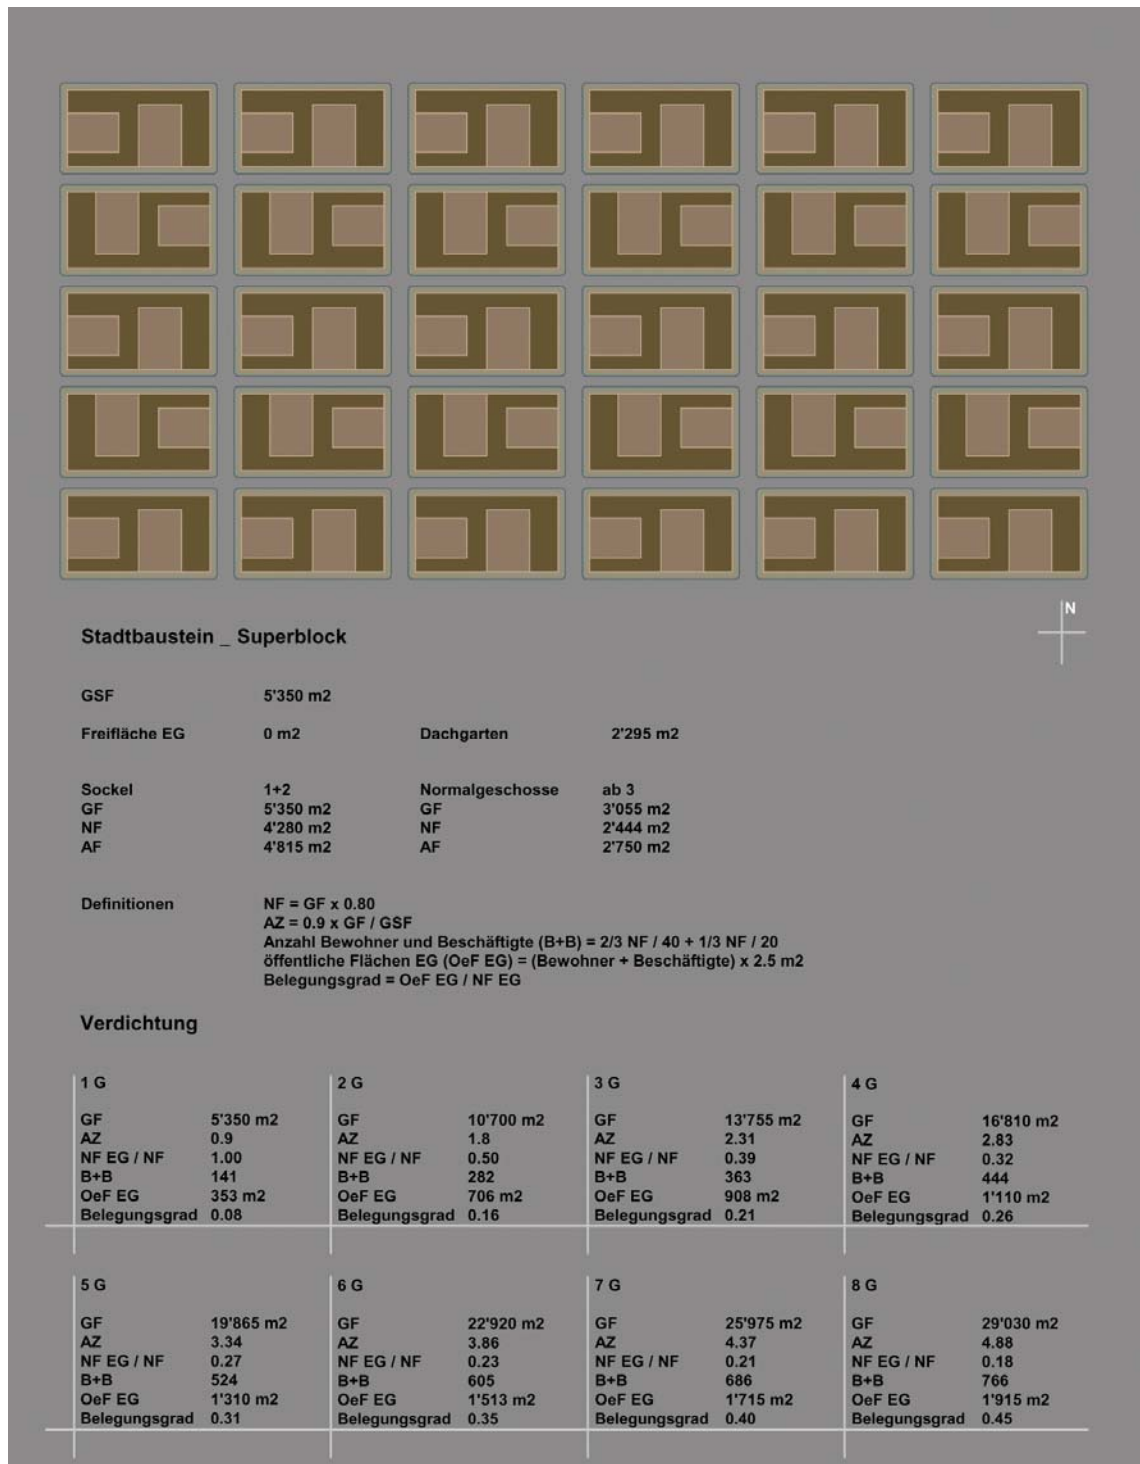 N
Stadtbaustein _ Superblock
GSF 5'350 m2
Freifläche EG 0 m2 Dachgarten 2'295 m2
Sockel 1+2 Normalgeschosse ab 3
GF 5'350 m2 GF 3'055 m2
NF 4'280 m2 NF 2'444 m2
AF 4'815 m2 AF 2'750 m2
Definitionen NF = GF x 0.80
AZ = 0.9 x GF / GSF
Anzahl Bewohner und Beschäftigte (B+B) = 2/3 NF / 40 + 1/3 NF / 20
öffentliche Flächen EG (OeF EG) = (Bewohner + Beschäftigte) x 2.5 m2
Belegungsgrad = OeF EG / NF EG
Verdichtung
1 G 2 G 3 G 4 G
GF 5'350 m2 GF 10'700 m2 GF 13'755 m2 GF 16'810 m2
AZ 0.9 AZ 1.8 AZ 2.31 AZ 2.83
NF EG / NF 1.00 NF EG / NF 0.50 NF EG / NF 0.39 NF EG / NF 0.32
B+B 141 B+B 282 B+B 363 B+B 444
OeF EG 353 m2 OeF EG 706 m2 OeF EG 908 m2 OeF EG 1'110 m2
Belegungsgrad 0.08 Belegungsgrad 0.16 Belegungsgrad 0.21 Belegungsgrad 0.26
5 G 6 G 7 G 8 G
GF 19'865 m2 GF 22'920 m2 GF 25'975 m2 GF 29'030 m2
AZ 3.34 AZ 3.86 AZ 4.37 AZ 4.88
NF EG / NF 0.27 NF EG / NF 0.23 NF EG / NF 0.21 NF EG / NF 0.18
B+B 524 B+B 605 B+B 686 B+B 766
OeF EG 1'310 m2 OeF EG 1'513 m2 OeF EG 1'715 m2 OeF EG 1'915 m2
Belegungsgrad 0.31 Belegungsgrad 0.35 Belegungsgrad 0.40 Belegungsgrad 0.45